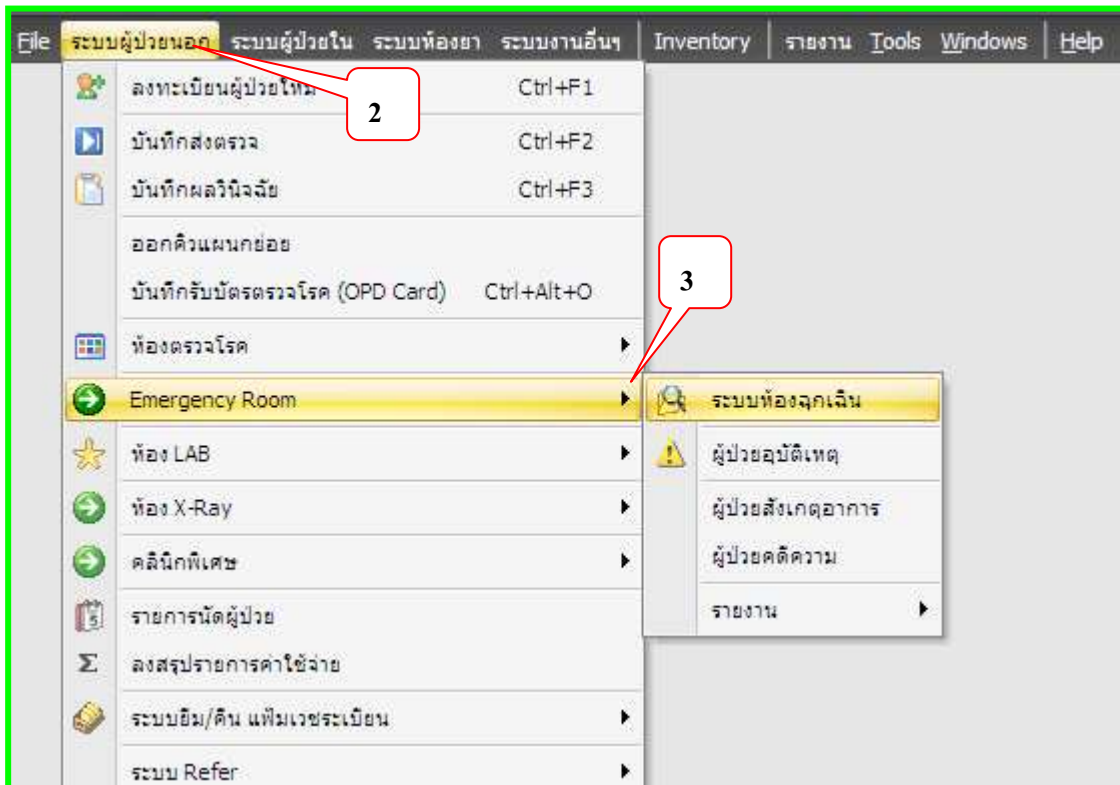 File ระบบผู้ป่วยนอก ระบบผู้ป่วยใน ระบบห้องยา ระบบงานอื่นๆ Inventory รายงาน Tools Windows Help
ลงทะเบียนผู้ป่วยใหม่ Ctrl+F1
2
บันทึกส่งตรวจ Ctrl+F2
บันทึกผลวินิจฉัย Ctrl+F3
ออกคิวแผนกย่อย
บันทึกรับบัตรตรวจโรค (OPD Card) Ctrl+Alt+O
3
ห้องตรวจโรค
Emergency Room
ระบบห้องฉุกเฉิน
ห้อง LAB
ผู้ป่วยอุบัติเหตุ
ห้อง X-Ray
ผู้ป่วยสังเกตุอาการ
คลินิกพิเศษ
ผู้ป่วยคดีความ
รายการนัดผู้ป่วย
รายงาน
ลงสรุปรายการค่าใช้จ่าย
ระบบยืม/คืน แฟ้มเวชระเบียน
ระบบ Refer